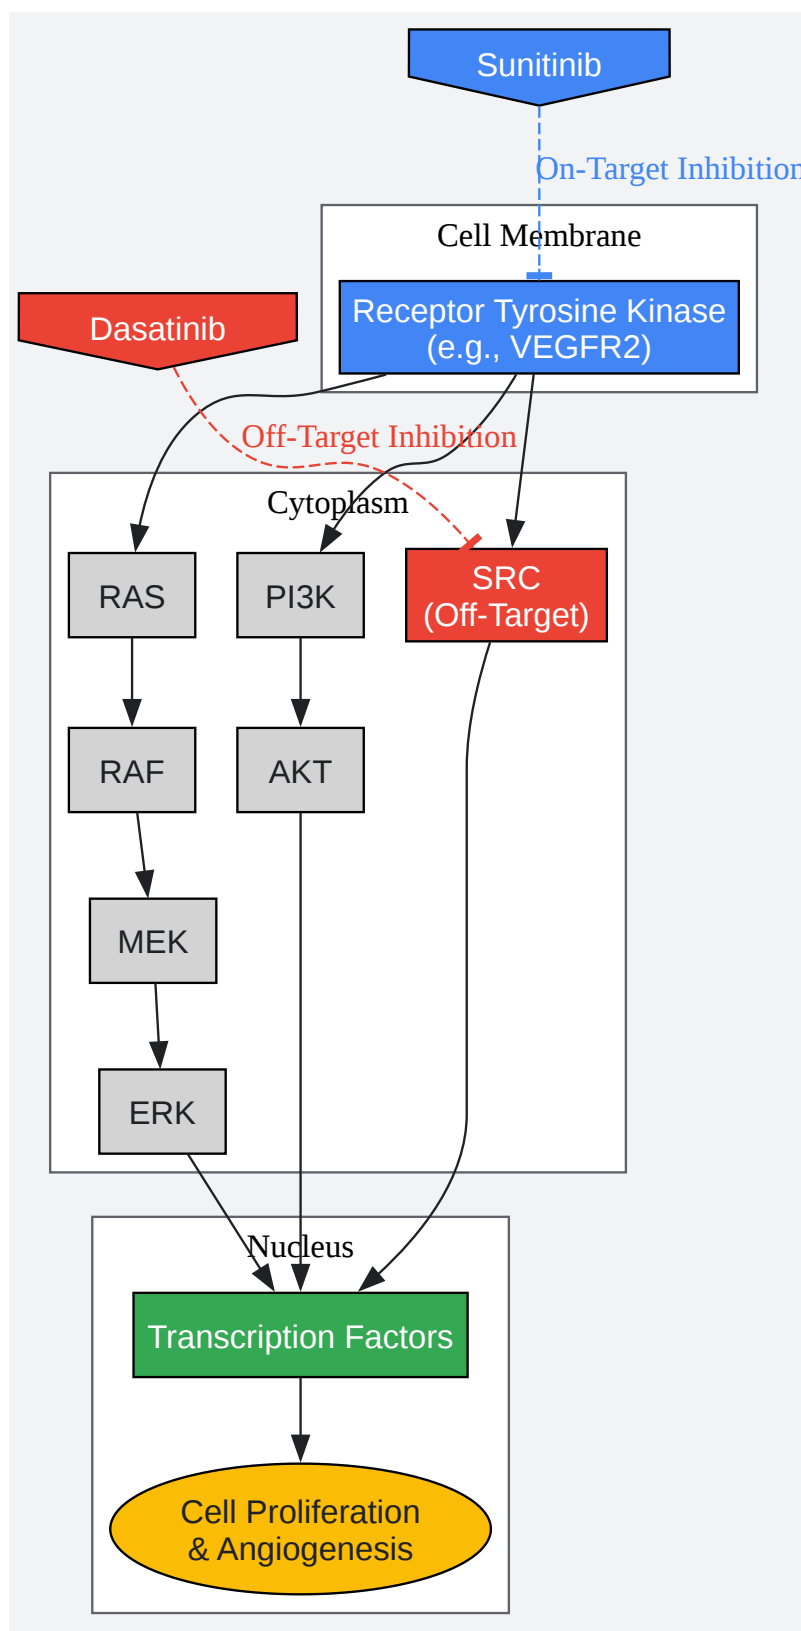 Sunitinib
On-Target Inhibition
Cell Membrane
Receptor Tyrosine Kinase
(e.g., VEGFR2)
Dasatinib
Off-Target Inhibition
Cytoplasm
RAS
PI3K
SRC
(Off-Target)
RAF
AKT
MEK
ERK
Nucleus
Transcription Factors
Cell Proliferation
& Angiogenesis